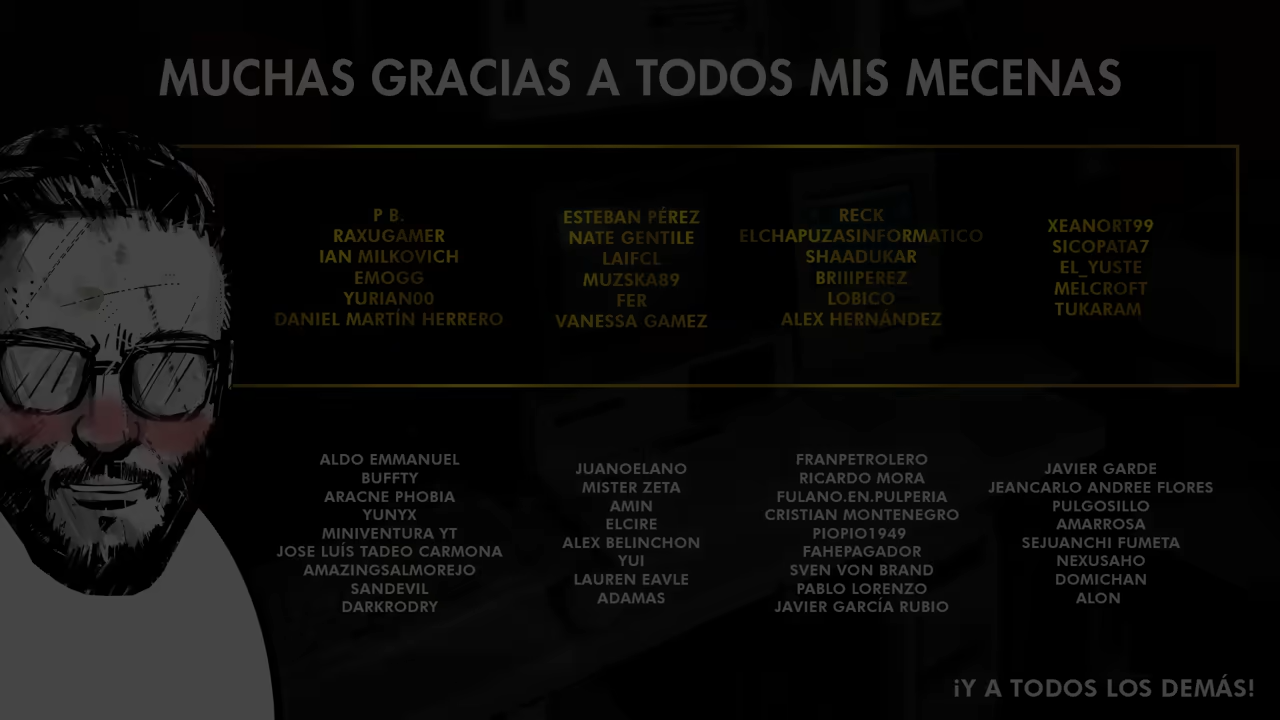 MUCHAS GRACIAS A TODOS MIS MECENAS
P B.
RAXUGAMER
IAN MILKOVICH
EMOGG
YURIAN00
DANIEL MARTÍN HERRERO
ESTEBAN PÉREZ
NATE GENTILE
LAIFCL
MUZSKA89
FER
VANESSA GAMEZ
RECK
ELCHAPUZASINFORMATICO
SHAADUKAR
BRIIIPEREZ
LOBICO
ALEX HERNÁNDEZ
XEANORT99
SICOPATA7
EL_YUSTE
MELCROFT
TUKARAM
ALDO EMMANUEL
BUFFTY
ARACNE PHOBIA
YUNYX
MINIVENTURA YT
JOSE LUÍS TADEO CARMONA
AMAZINGSALMOREJO
SANDEVIL
DARKRODRY
JUANOELANO
MISTER ZETA
AMIN
ELCIRE
ALEX BELINCHON
YUI
LAUREN EAVLE
ADAMAS
FRANPETROLERO
RICARDO MORA
FULANO.EN.PULPERIA
CRISTIAN MONTENEGRO
PIOPIO1949
FAHEPAGADOR
SVEN VON BRAND
PABLO LORENZO
JAVIER GARCÍA RUBIO
JAVIER GARDE
JEANCARLO ANDREE FLORES
PULGOSILLO
AMARROSA
SEJUANCHI FUMETA
NEXUSAHO
DOMICHAN
ALON
¡Y A TODOS LOS DEMÁS!